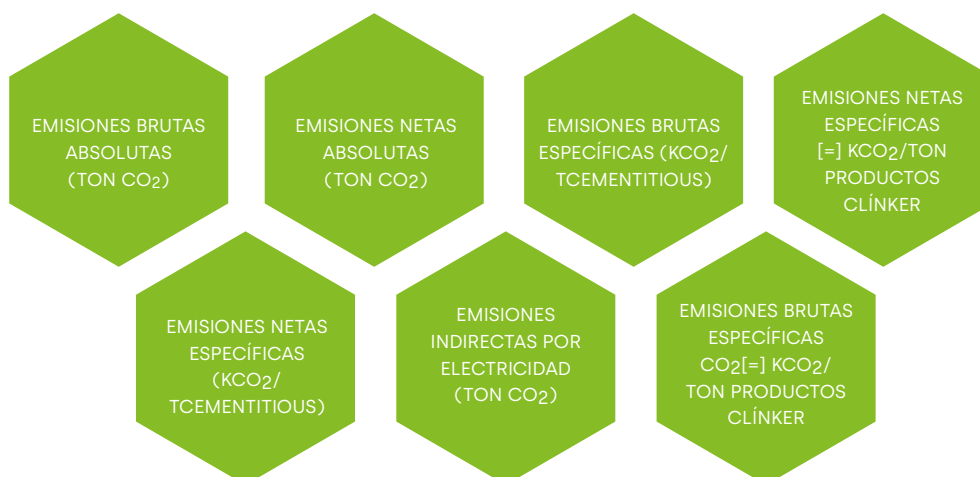 EMISIONES BRUTAS
ABSOLUTAS
(TON CO2)
EMISIONES NETAS
ABSOLUTAS
(TON CO2)
EMISIONES BRUTAS
ESPECÍFICAS (KCO2/
TCEMENTITIOUS)
EMISIONES NETAS
ESPECÍFICAS
[=] KCO2/TON
PRODUCTOS
CLÍNKER
EMISIONES NETAS
ESPECÍFICAS
(KCO2/
TCEMENTITIOUS)
EMISIONES
INDIRECTAS POR
ELECTRICIDAD
(TON CO2)
EMISIONES BRUTAS
ESPECÍFICAS
CO2[=] KCO2/
TON PRODUCTOS
CLÍNKER